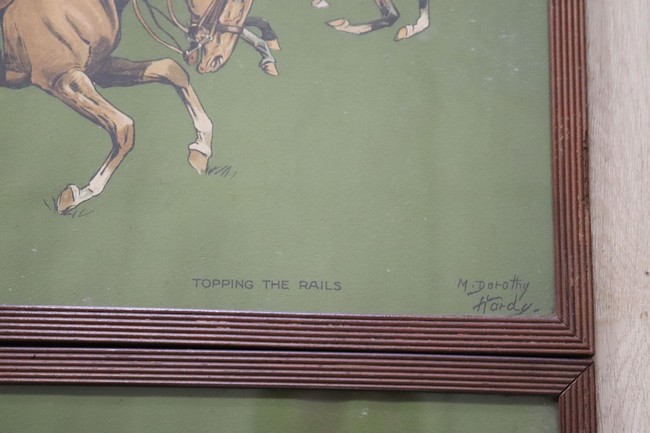 TOPPING THE RAILS
M. Dorothy
Hardy.